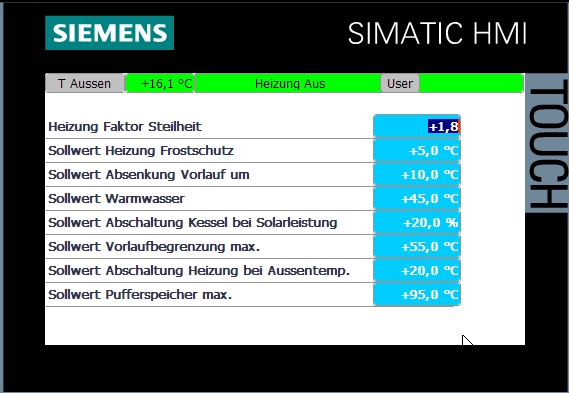 SIEMENS SIMATIC HMI
T Aussen +16,1 °C Heizung Aus User
TOUCH
Heizung Faktor Steilheit +1,8
Sollwert Heizung Frostschutz +5,0 °C
Sollwert Absenkung Vorlauf um +10,0 °C
Sollwert Warmwasser +45,0 °C
Sollwert Abschaltung Kessel bei Solarleistung +20,0 %
Sollwert Vorlaufbegrenzung max. +55,0 °C
Sollwert Abschaltung Heizung bei Aussentemp. +20,0 °C
Sollwert Pufferspeicher max. +95,0 °C